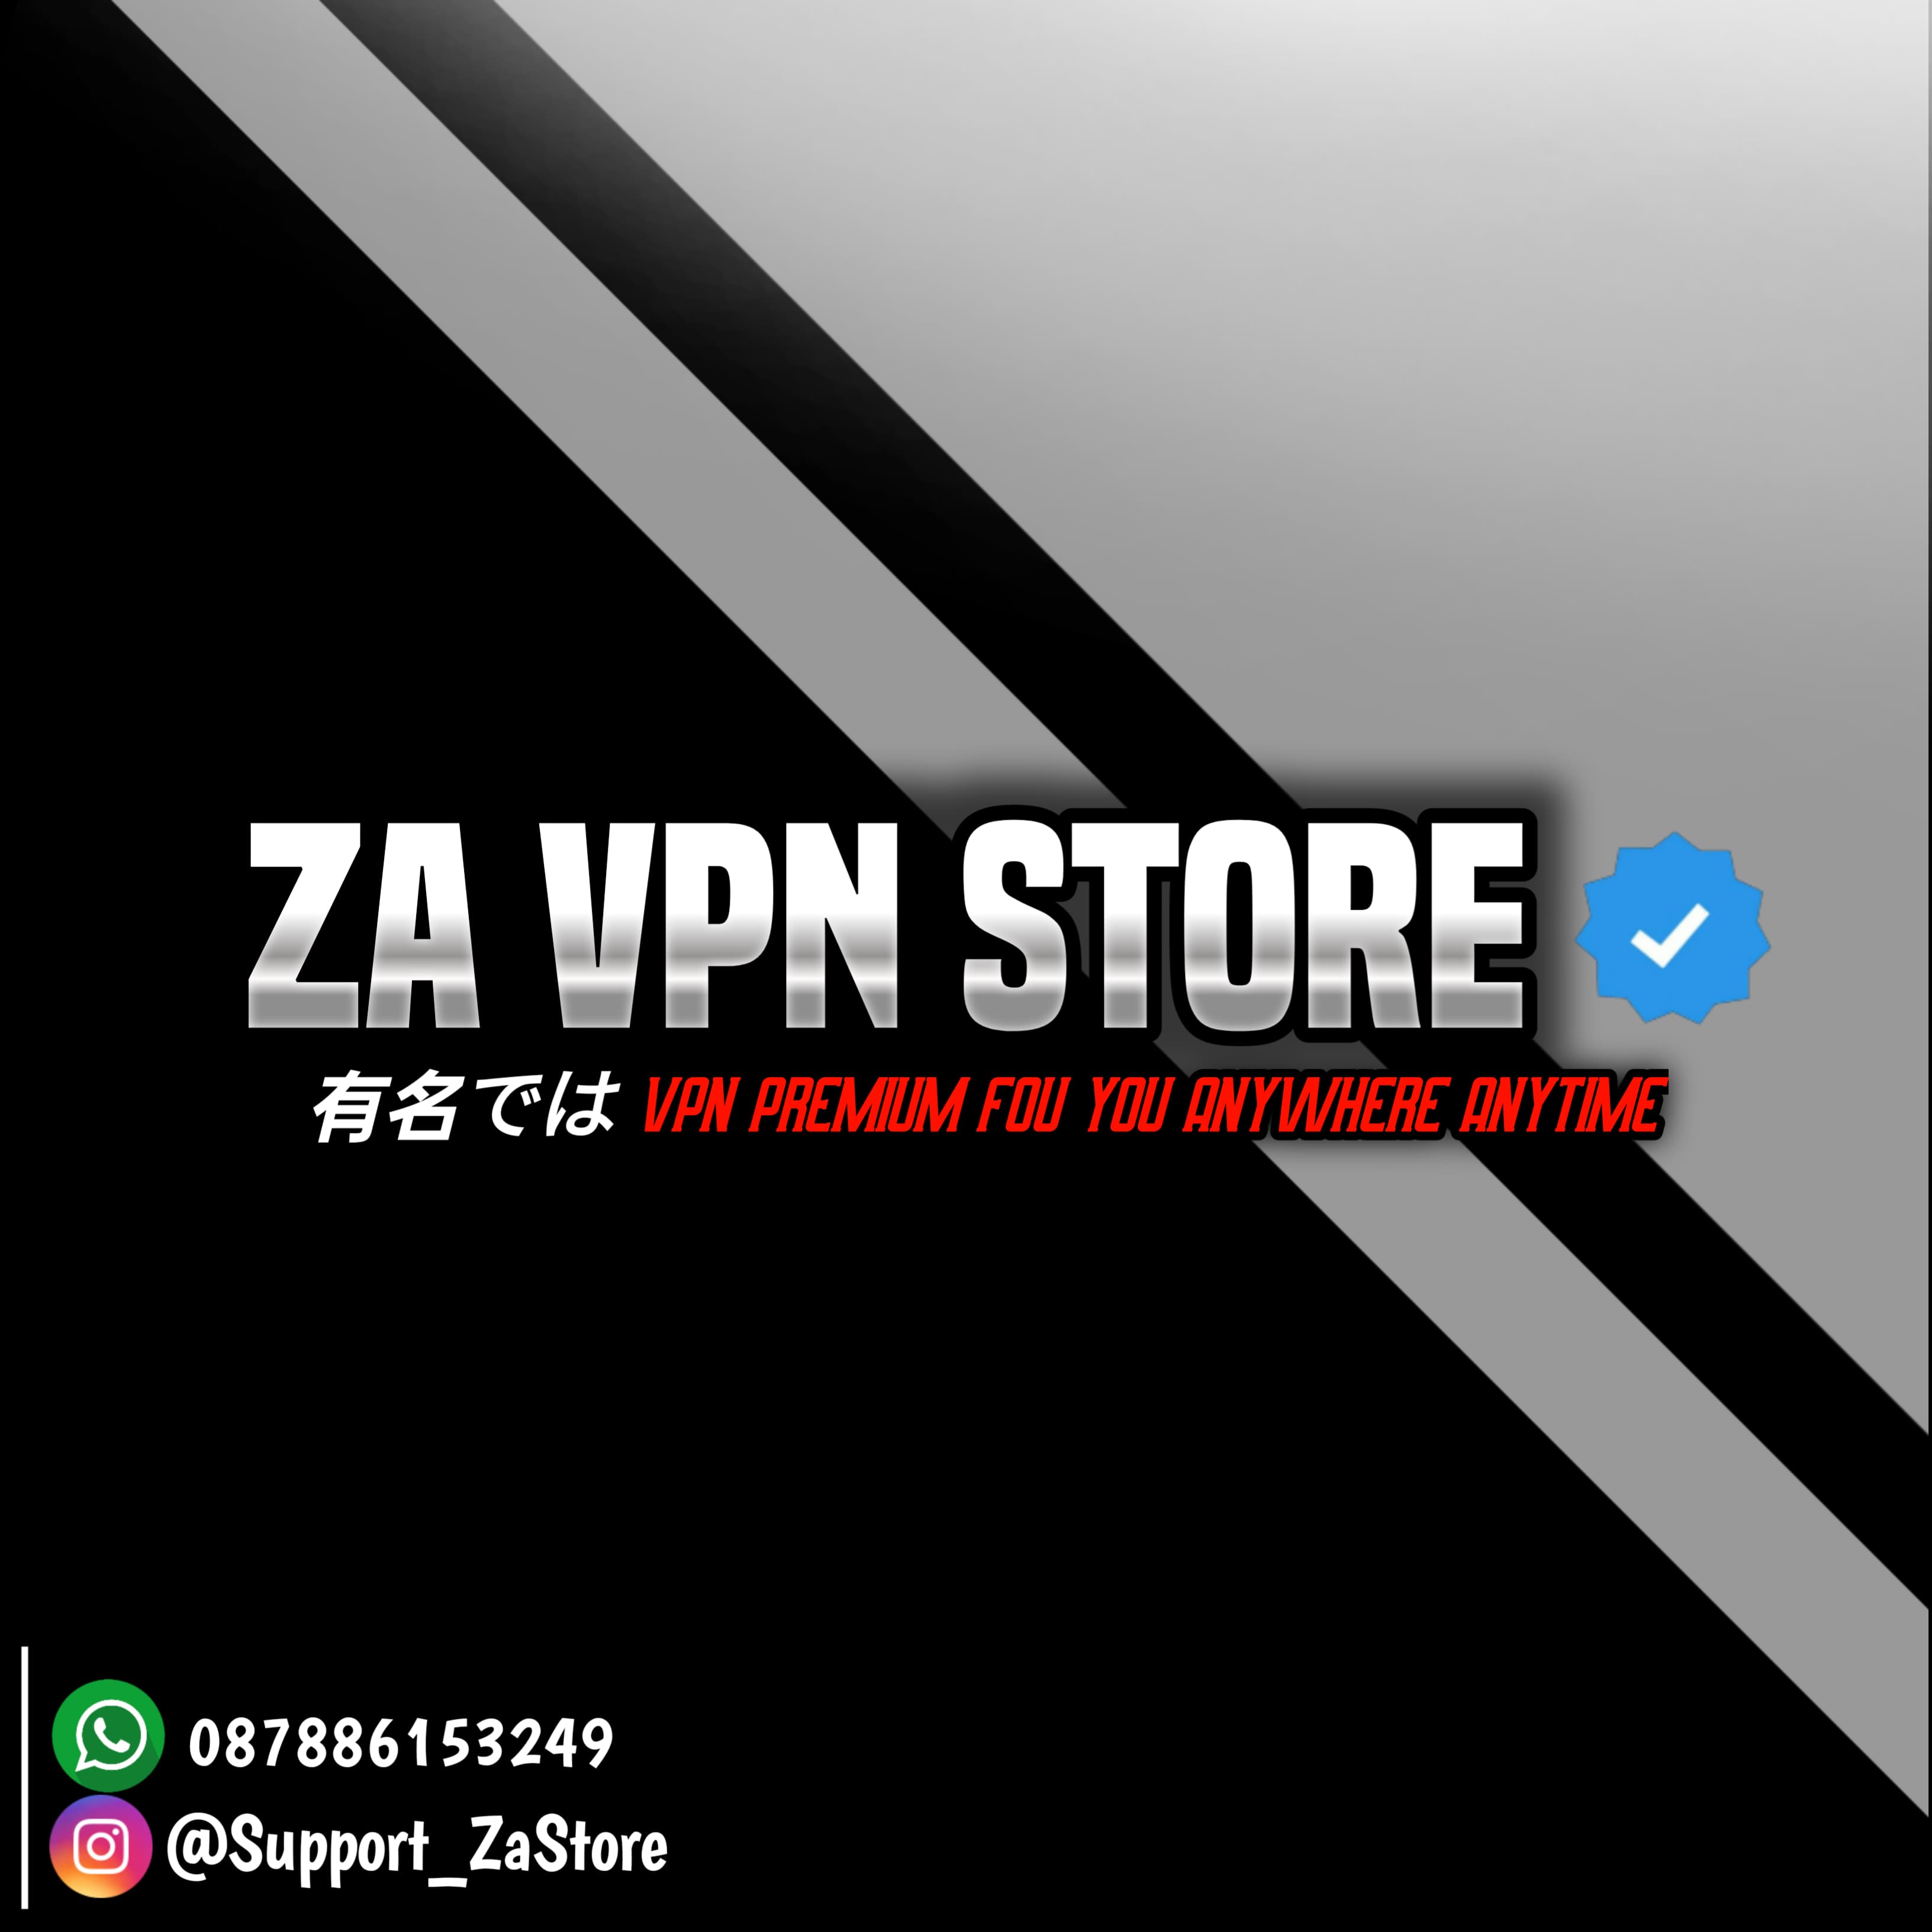 ZA VPN STORE
有名では VPN PREMIUM FOU YOU ANYWHERE ANYTIME
087886153249
@Support_ZaStore